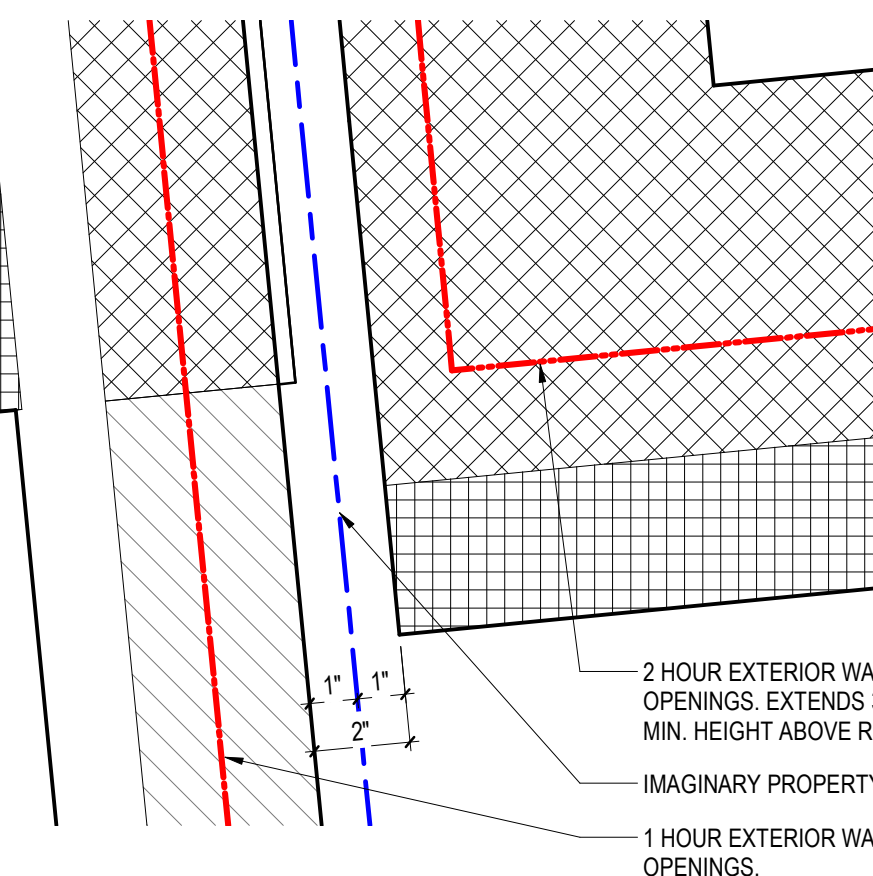 1" 1"
2"
2 HOUR EXTERIOR WA
OPENINGS. EXTENDS
MIN. HEIGHT ABOVE R
IMAGINARY PROPERTY
1 HOUR EXTERIOR WA
OPENINGS.